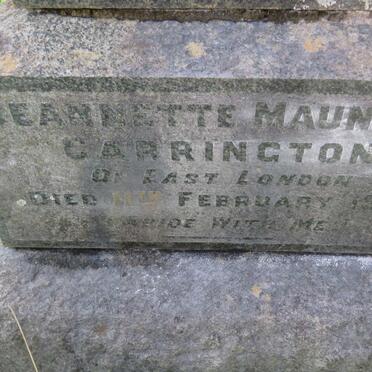 JEANNETTE MAUN
CARRINGTON
OF EAST LONDON
DIED 11TH FEBRUARY
ABIDE WITH ME